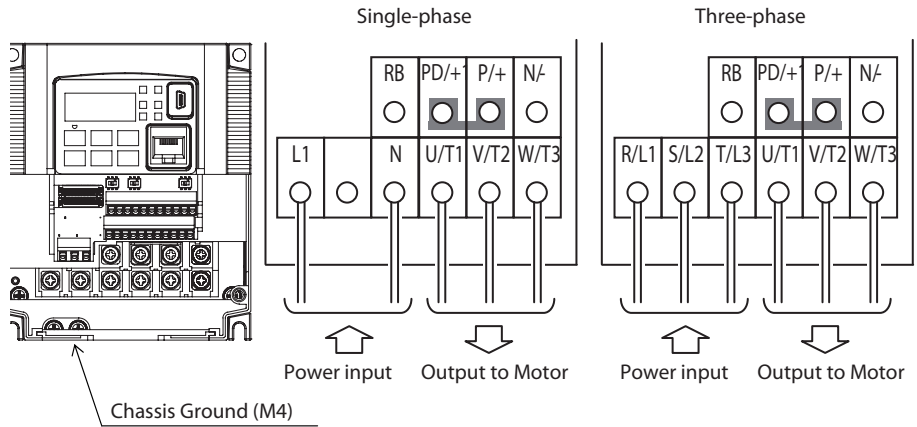 Single-phase
Three-phase
RB PD/+1 P/+ N/-
L1 N U/T1 V/T2 W/T3
Power input
Output to Motor
RB PD/+1 P/+ N/-
R/L1 S/L2 T/L3 U/T1 V/T2 W/T3
Power input
Output to Motor
Chassis Ground (M4)